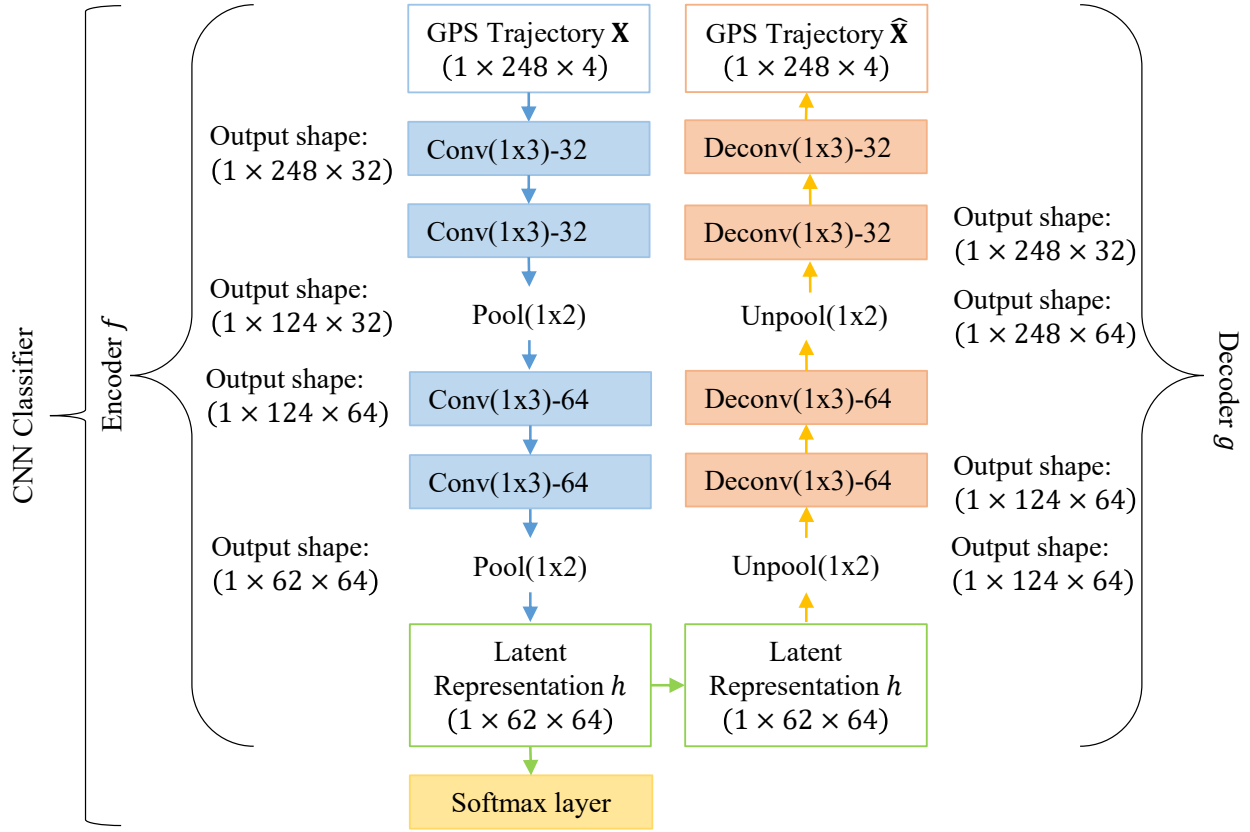 CNN Classifier
Encoder f
GPS Trajectory X
(1 × 248 × 4)
Output shape:
(1 × 248 × 32)
Conv(1x3)-32
Conv(1x3)-32
Output shape:
(1 × 124 × 32)
Pool(1x2)
Output shape:
(1 × 124 × 64)
Conv(1x3)-64
Conv(1x3)-64
Output shape:
(1 × 62 × 64)
Pool(1x2)
Latent
Representation h
(1 × 62 × 64)
Softmax layer
GPS Trajectory X̂
(1 × 248 × 4)
Deconv(1x3)-32
Deconv(1x3)-32
Output shape:
(1 × 248 × 32)
Unpool(1x2)
Output shape:
(1 × 248 × 64)
Deconv(1x3)-64
Deconv(1x3)-64
Output shape:
(1 × 124 × 64)
Unpool(1x2)
Output shape:
(1 × 124 × 64)
Latent
Representation h
(1 × 62 × 64)
Decoder g